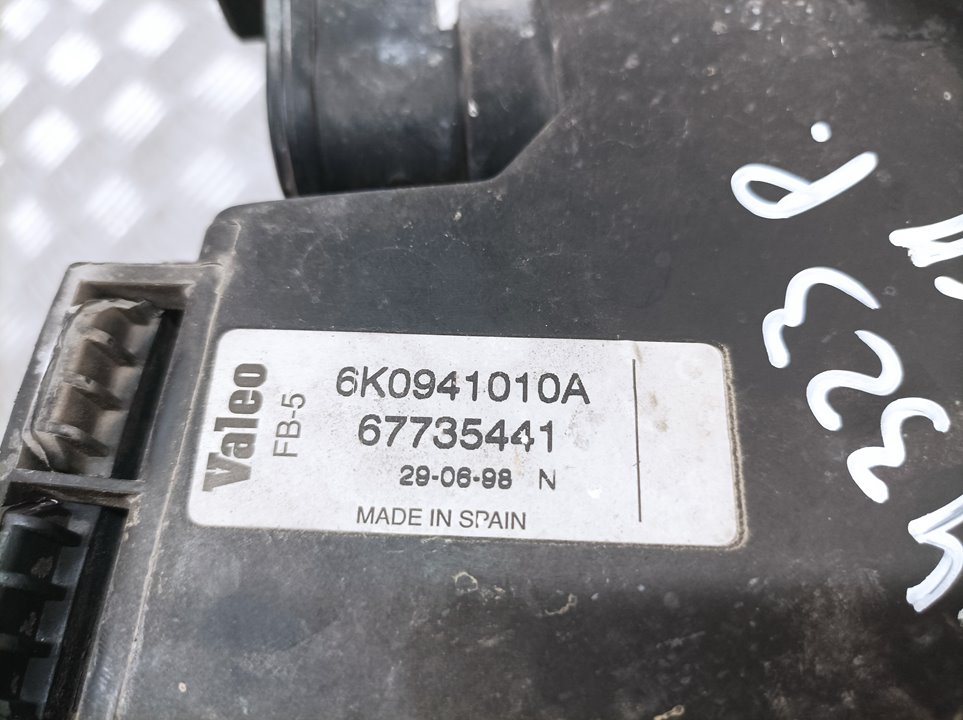 Valeo
FB-5
6K0941010A
67735441
29-06-98 N
MADE IN SPAIN